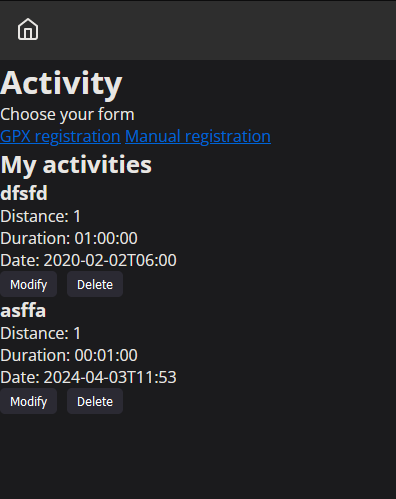 Activity
Choose your form
GPX registration Manual registration
My activities
dfsfd
Distance: 1
Duration: 01:00:00
Date: 2020-02-02T06:00
Modify Delete
asffa
Distance: 1
Duration: 00:01:00
Date: 2024-04-03T11:53
Modify Delete